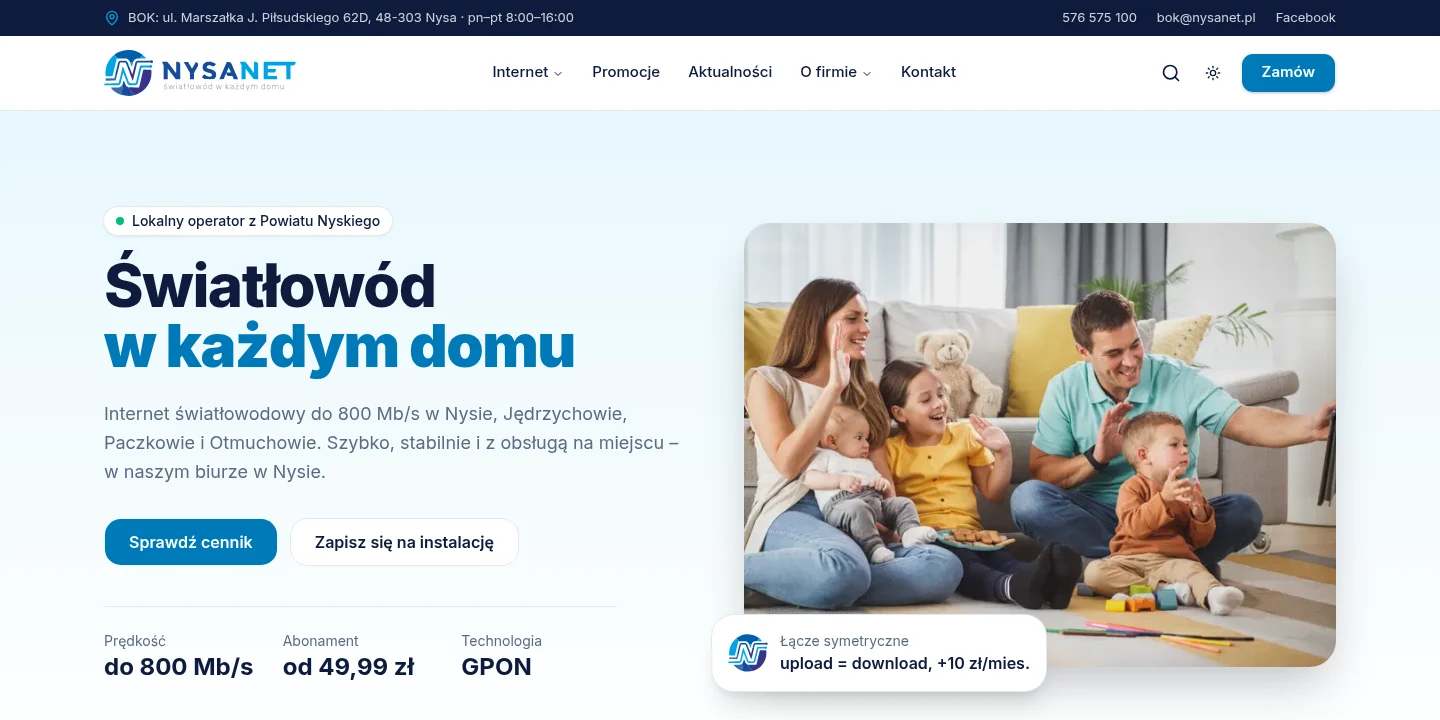 BOK: ul. Marszałka J. Piłsudskiego 62D, 48-303 Nysa · pn–pt 8:00–16:00
576 575 100 bok@nysanet.pl Facebook
NYSANET
światłowód w każdym domu
Internet Promocje Aktualności O firmie Kontakt Zamów
Lokalny operator z Powiatu Nyskiego
Światłowód
w każdym domu
Internet światłowodowy do 800 Mb/s w Nysie, Jędrzychowie,
Paczkowie i Otmuchowie. Szybko, stabilnie i z obsługą na miejscu –
w naszym biurze w Nysie.
Sprawdź cennik Zapisz się na instalację
Prędkość Abonament Technologia
do 800 Mb/s od 49,99 zł GPON
Łącze symetryczne
upload = download, +10 zł/mies.